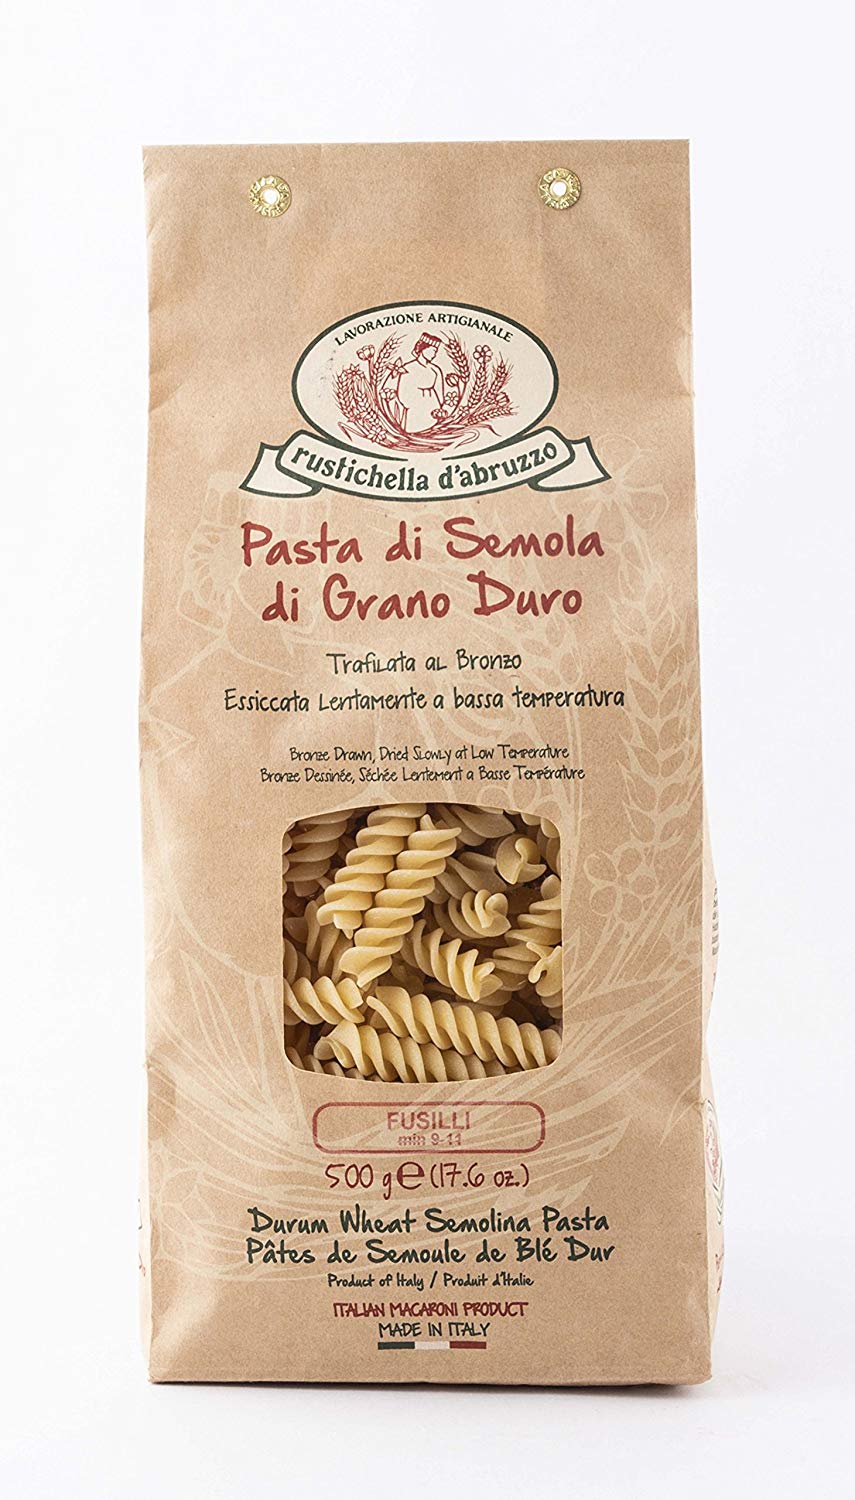 LAVORAZIONE ARTIGIANALE
rustichella d'abruzzo
Pasta di Semola
di Grano Duro
Trafilata al Bronzo
Essiccata Lentamente a bassa temperatura
Bronze Drawn, Dried Slowly at Low Temperature
Bronze Dessinée, Séchée Lentement a Basse Température
FUSILLI
min 9-11
500 g e (17.6 oz.)
Durum Wheat Semolina Pasta
Pâtes de Semoule de Blé Dur
Product of Italy / Produit d'Italie
ITALIAN MACARONI PRODUCT
MADE IN ITALY